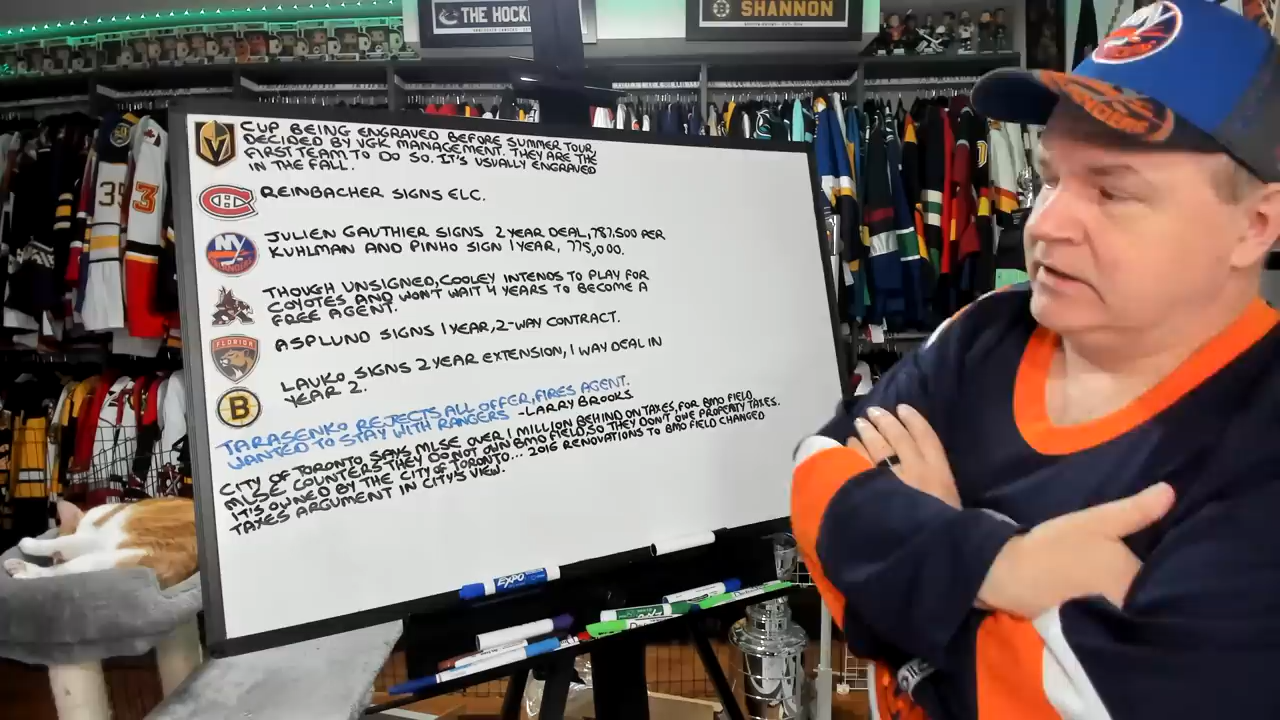 THE HOCK
SHANNON
CUP BEING ENGRAVED BEFORE SUMMER TOUR,
DECIDED BY VGK MANAGEMENT. THEY ARE THE
FIRST TEAM TO DO SO. IT'S USUALLY ENGRAVED
IN THE FALL.
REINBACHER SIGNS ELC.
JULIEN GAUTHIER SIGNS 2 YEAR DEAL, 787,500 PER
KUHLMAN AND PINHO SIGN 1 YEAR, 775,000.
THOUGH UNSIGNED, COOLEY INTENDS TO PLAY FOR
COYOTES AND WON'T WAIT 4 YEARS TO BECOME A
FREE AGENT.
ASPLUND SIGNS 1 YEAR, 2-WAY CONTRACT.
LAUKO SIGNS 2 YEAR EXTENSION, 1 WAY DEAL IN
YEAR 2.
TARASENKO REJECTS ALL OFFER, FIRES AGENT.
WANTED TO STAY WITH RANGERS -LARRY BROOKS
CITY OF TORONTO SAYS MLSE OVER 1 MILLION BEHIND ON TAXES, FOR BMO FIELD
MLSE COUNTERS THEY DO NOT OWN BMO FIELD, SO THEY DON'T OWE PROPERTY TAXES.
IT'S OWNED BY THE CITY OF TORONTO... 2016 RENOVATIONS TO BMO FIELD CHANGED
TAXES ARGUMENT IN CITY'S VIEW.
NY
ISLANDERS
FLORIDA
B
35
3
EXPO
NY